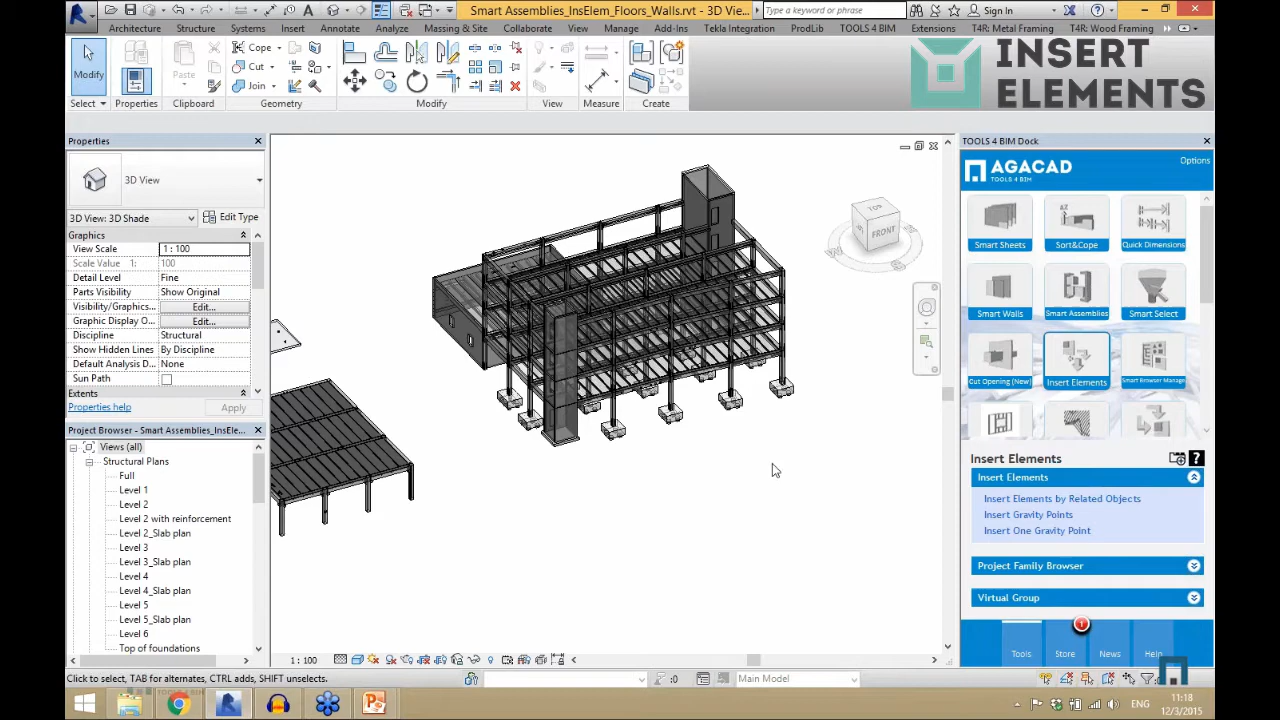 Smart Assemblies_InsElem_Floors_Walls.rvt - 3D Vie...
Type a keyword or phrase
Sign In
Architecture Structure Systems Insert Annotate Analyze Massing & Site Collaborate View Manage Add-Ins Tekla Integration ProdLib TOOLS 4 BIM Extensions T4R: Metal Framing T4R: Wood Framing
INSERT
ELEMENTS
Modify
Paste
Cope
Cut
Join
Select Properties Clipboard Geometry Modify View Measure Create
Properties
3D View
3D View: 3D Shade
Edit Type
Graphics
View Scale 1 : 100
Scale Value 1: 100
Detail Level Fine
Parts Visibility Show Original
Visibility/Graphics... Edit...
Graphic Display O... Edit...
Discipline Structural
Show Hidden Lines By Discipline
Default Analysis D... None
Sun Path
Extents
Properties help
Apply
Project Browser - Smart Assemblies_InsEle...
Views (all)
Structural Plans
Full
Level 1
Level 2
Level 2 with reinforcement
Level 2_Slab plan
Level 3
Level 3_Slab plan
Level 4
Level 4_Slab plan
Level 5
Level 5_Slab plan
Level 6
Top of foundations
TOP
FRONT
TOOLS 4 BIM Dock
AGACAD
TOOLS 4 BIM
Options
Smart Sheets
Sort&Cope
Quick Dimensions
Smart Walls
Smart Assemblies
Smart Select
Cut Opening (New)
Insert Elements
Smart Browser Manage
Insert Elements
?
Insert Elements
Insert Elements by Related Objects
Insert Gravity Points
Insert One Gravity Point
Project Family Browser
Virtual Group
1
Tools
Store
News
Help
1 : 100
Click to select, TAB for alternates, CTRL adds, SHIFT unselects.
:0
Main Model
:0
ENG
11:18
12/3/2015